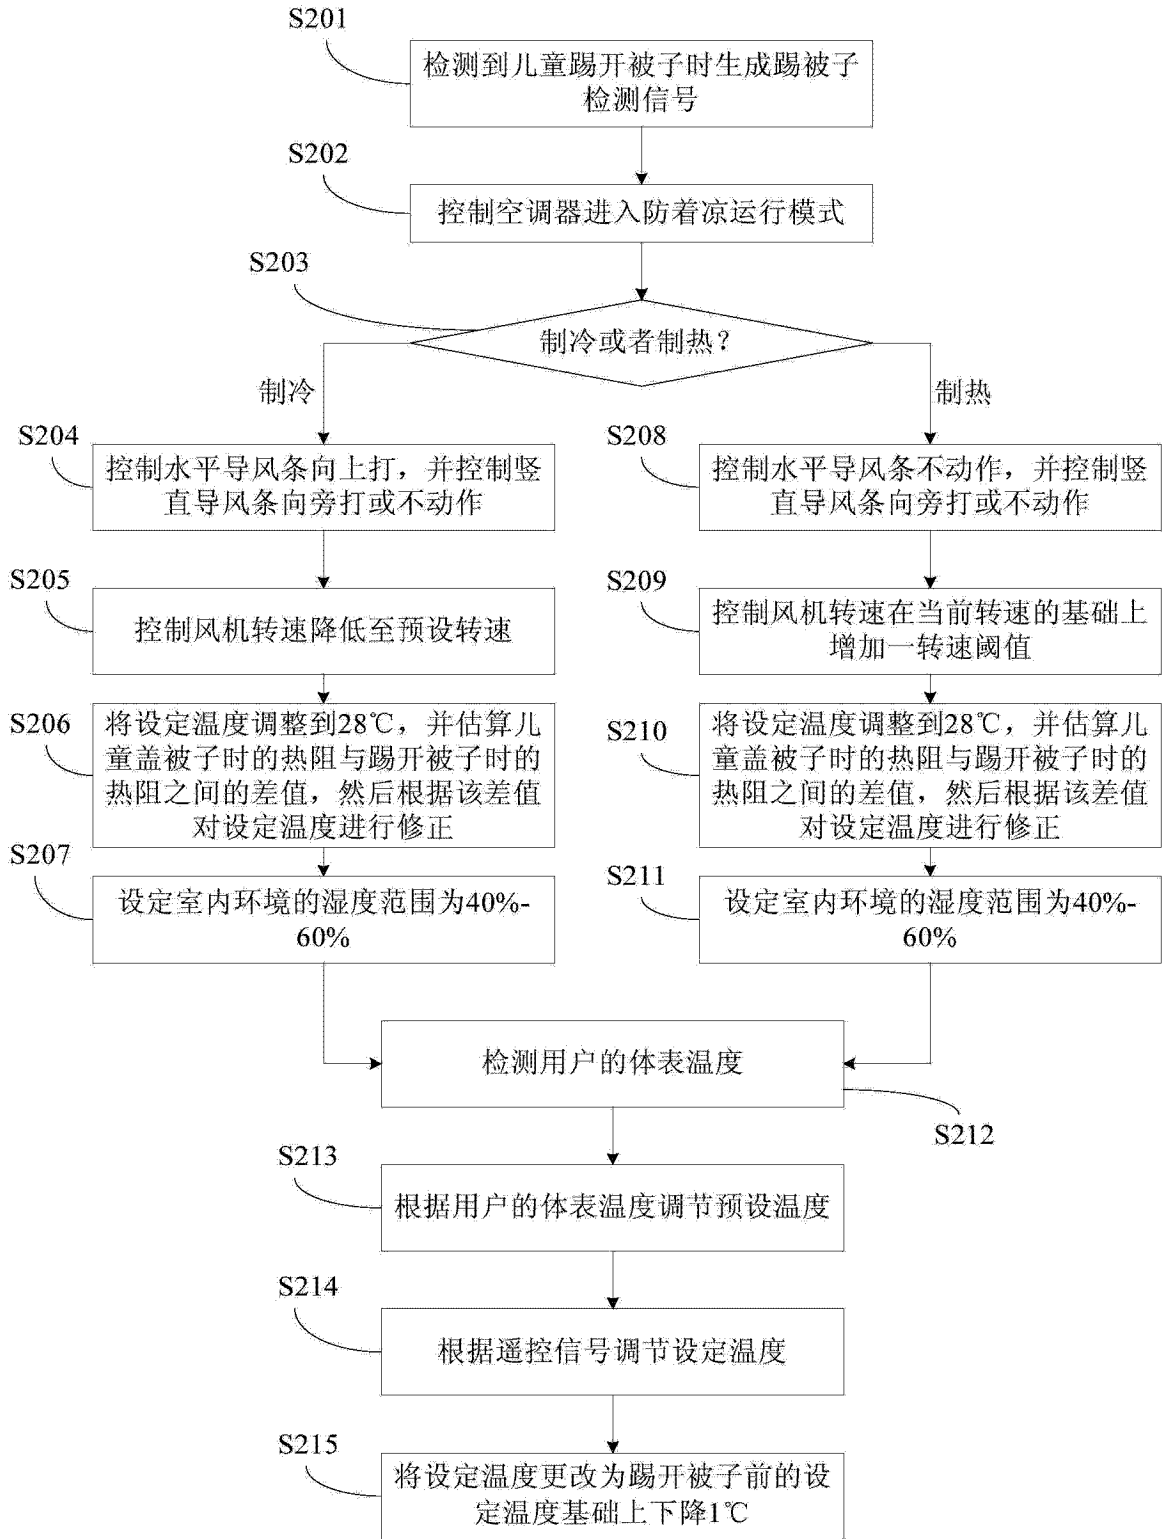 S201
检测到儿童踢开被子时生成踢被子
检测信号
S202
控制空调器进入防着凉运行模式
S203
制冷或者制热？
制冷
制热
S204
控制水平导风条向上打，并控制竖
直导风条向旁打或不动作
S208
控制水平导风条不动作，并控制竖
直导风条向旁打或不动作
S205
控制风机转速降低至预设转速
S209
控制风机转速在当前转速的基础上
增加一转速阈值
S206
将设定温度调整到28℃，并估算儿
童盖被子时的热阻与踢开被子时的
热阻之间的差值，然后根据该差值
对设定温度进行修正
S210
将设定温度调整到28℃，并估算儿
童盖被子时的热阻与踢开被子时的
热阻之间的差值，然后根据该差值
对设定温度进行修正
S207
设定室内环境的湿度范围为40%-
60%
S211
设定室内环境的湿度范围为40%-
60%
检测用户的体表温度
S212
S213
根据用户的体表温度调节预设温度
S214
根据遥控信号调节设定温度
S215
将设定温度更改为踢开被子前的设
定温度基础上下降1℃